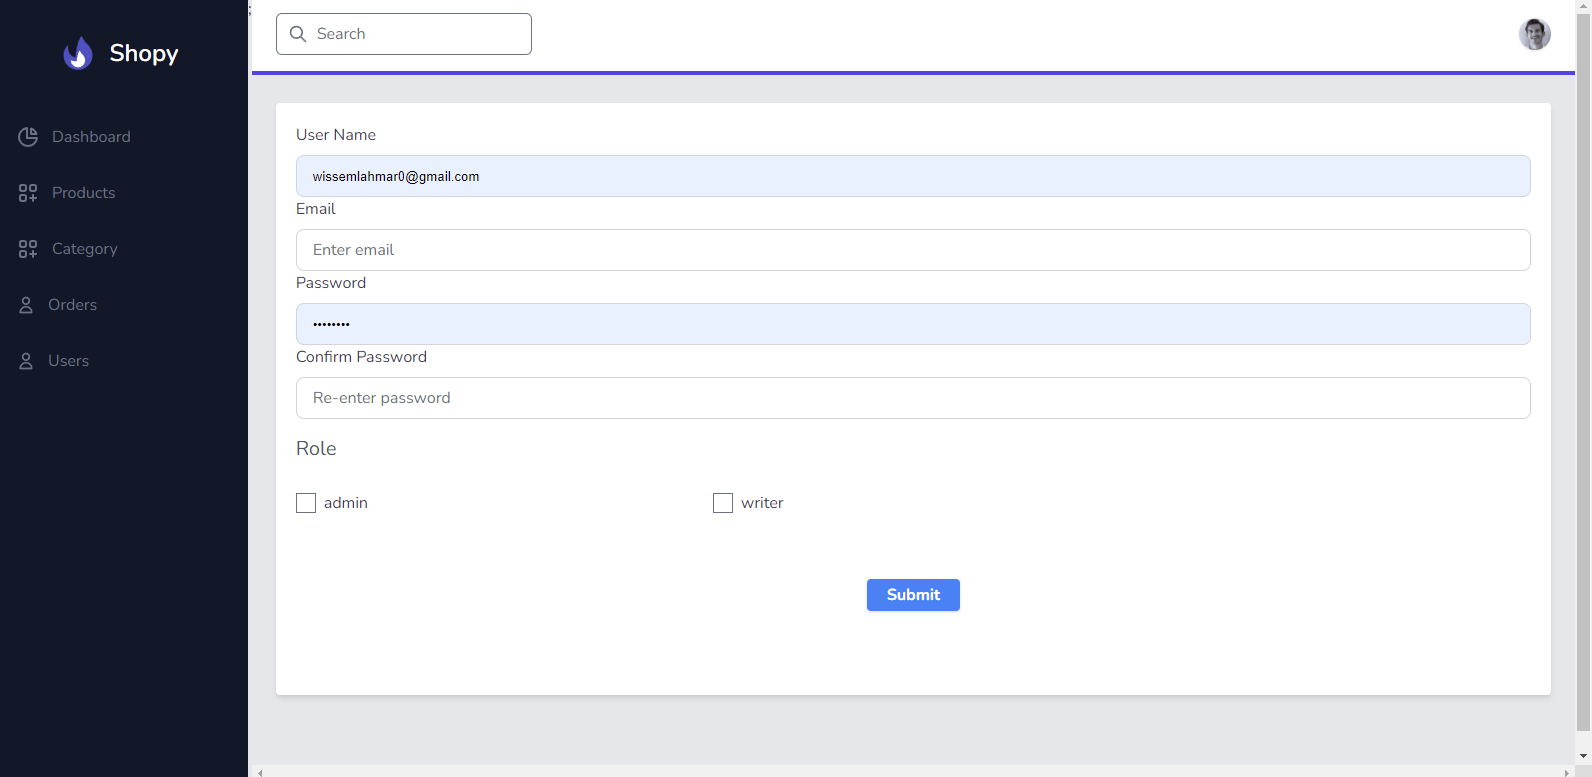 ;
Shopy
Search
Dashboard
Products
Category
Orders
Users
User Name
wissemlahmar0@gmail.com
Email
Enter email
Password
••••••••
Confirm Password
Re-enter password
Role
admin
writer
Submit